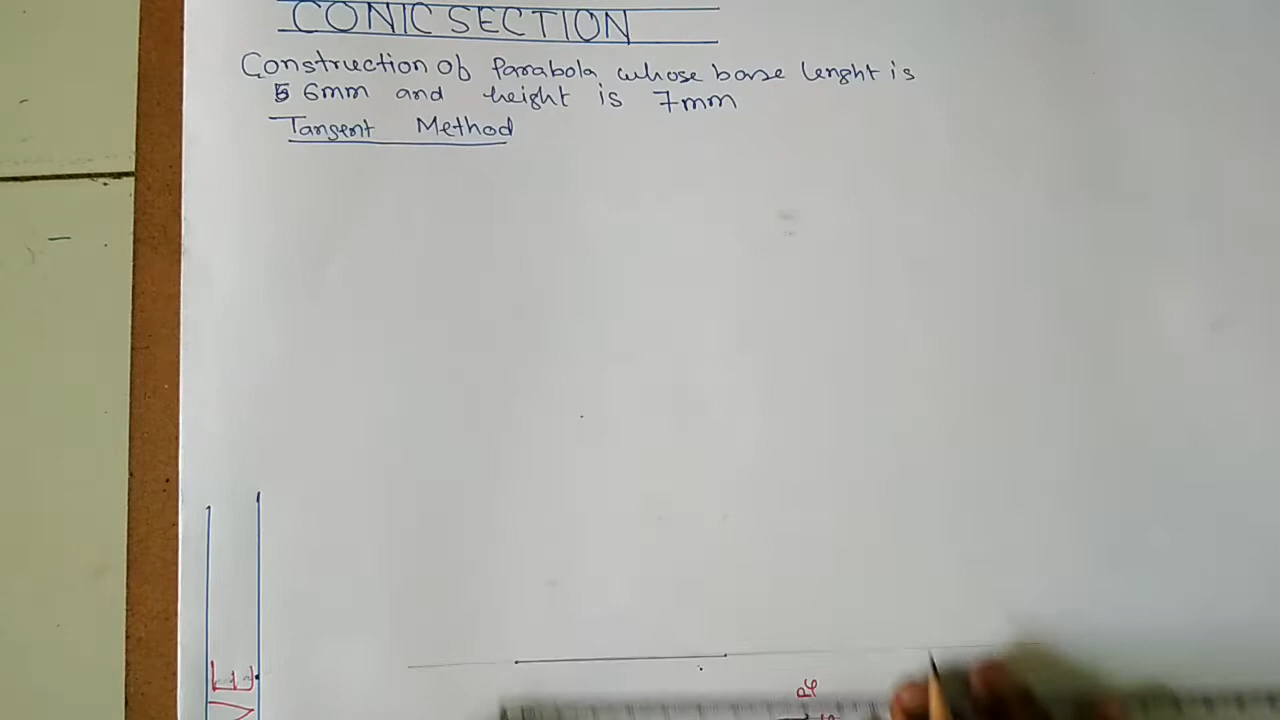 CONIC SECTION
Construction of Parabola whose base lenght is
6mm and height is 7mm
Tangent Method